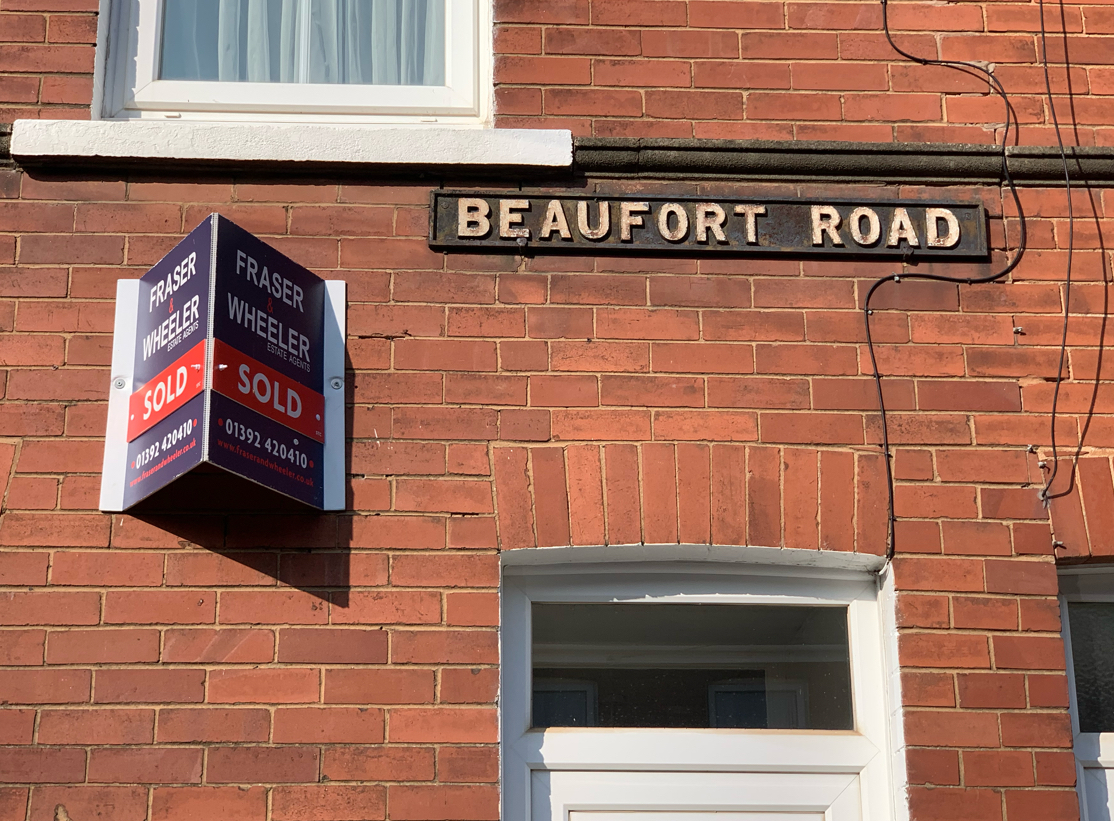 BEAUFORT ROAD
FRASER
&
WHEELER
ESTATE AGENTS
SOLD
01392 420410
www.fraserandwheeler.co.uk
FRASER
&
WHEELER
ESTATE AGENTS
SOLD
01392 420410
www.fraserandwheeler.co.uk